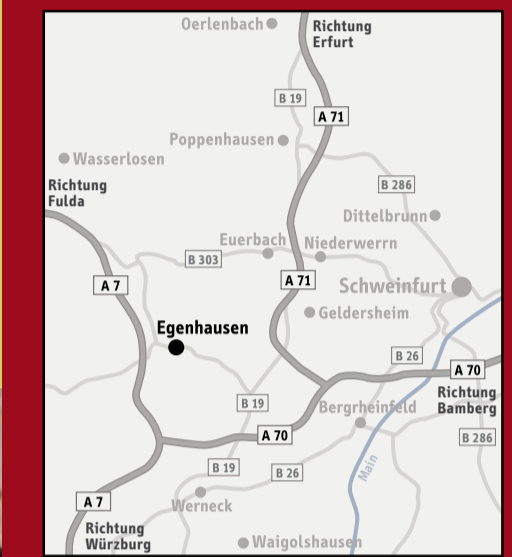 Oerlenbach
Richtung
Erfurt
B 19
A 71
Poppenhausen
Wasserlosen
Richtung
Fulda
B 286
Dittelbrunn
Euerbach
Niederwerrn
B 303
A 71
A 7
Schweinfurt
Geldersheim
Egenhausen
B 26
A 70
Richtung
Bamberg
B 19
Bergrheinfeld
A 70
B 286
B 19
B 26
Main
A 7
Werneck
Richtung
Würzburg
Waigolshausen